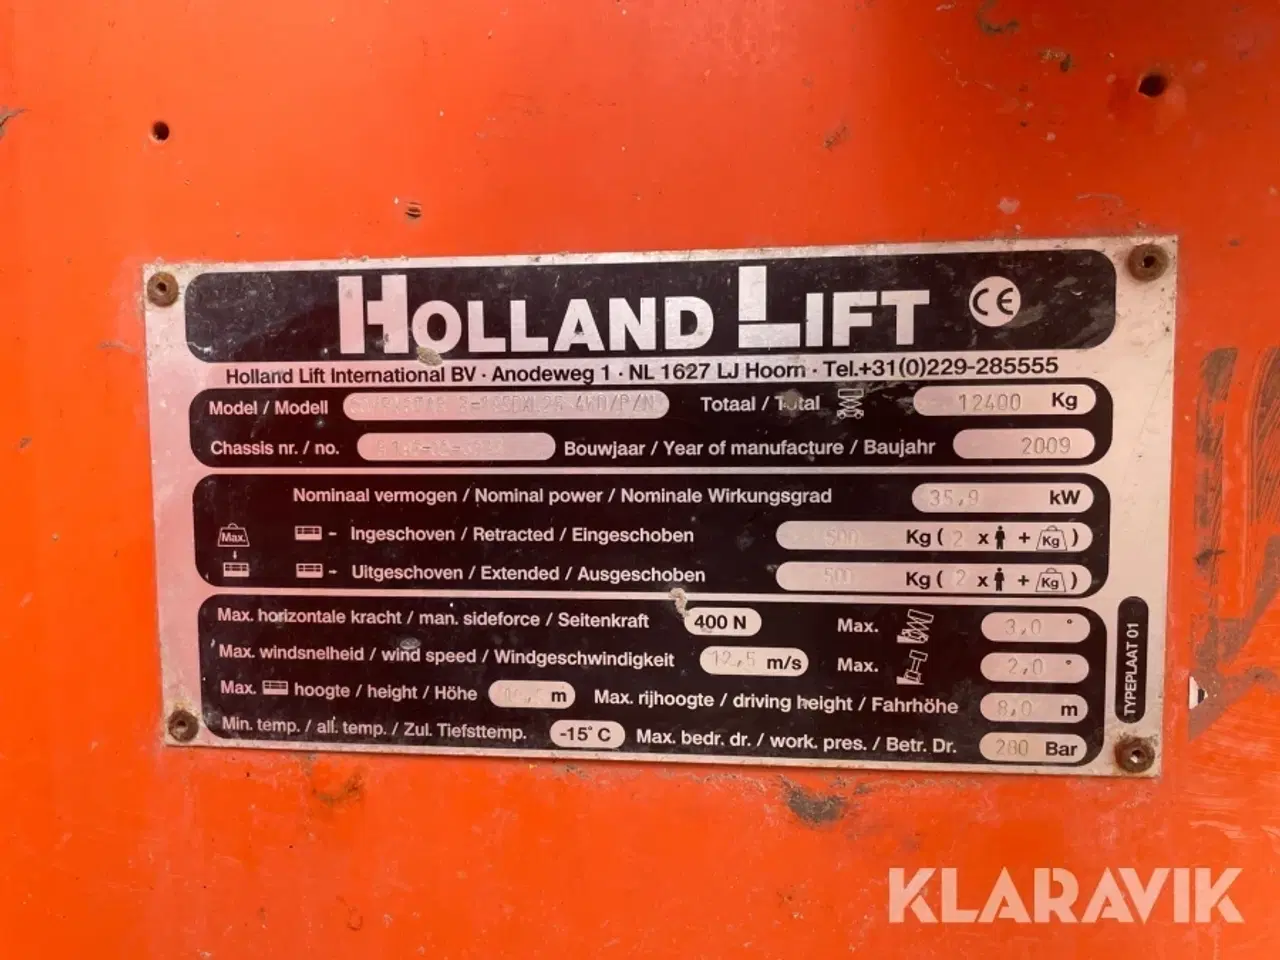 HOLLAND LIFT CE
Holland Lift International BV · Anodeweg 1 · NL 1627 LJ Hoorn · Tel.+31(0)229-285555
Model / Modell 4WD/P/N Totaal / Total 12400 Kg
Chassis nr. / no. Bouwjaar / Year of manufacture / Baujahr 2009
Nominaal vermogen / Nominal power / Nominale Wirkungsgrad 35,9 kW
Max. - Ingeschoven / Retracted / Eingeschoben 500 Kg ( 2 x + Kg )
- Uitgeschoven / Extended / Ausgeschoben 500 Kg ( 2 x + Kg )
Max. horizontale kracht / man. sideforce / Seitenkraft 400 N Max. 3,0 °
Max. windsnelheid / wind speed / Windgeschwindigkeit 12,5 m/s Max. 2,0 °
Max. hoogte / height / Höhe m Max. rijhoogte / driving height / Fahrhöhe 8,0 m
Min. temp. / all. temp. / Zul. Tiefsttemp. -15°C Max. bedr. dr. / work. pres. / Betr. Dr. 280 Bar
TYPEPLAAT 01
KLARAVIK